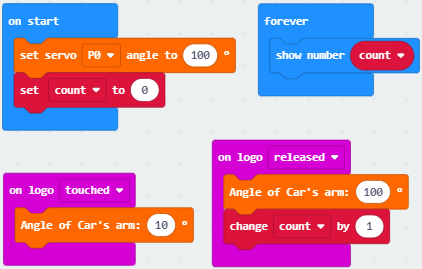 on start
set servo P0 angle to 100 °
set count to 0
forever
show number count
on logo touched
Angle of Car's arm: 10 °
on logo released
Angle of Car's arm: 100 °
change count by 1